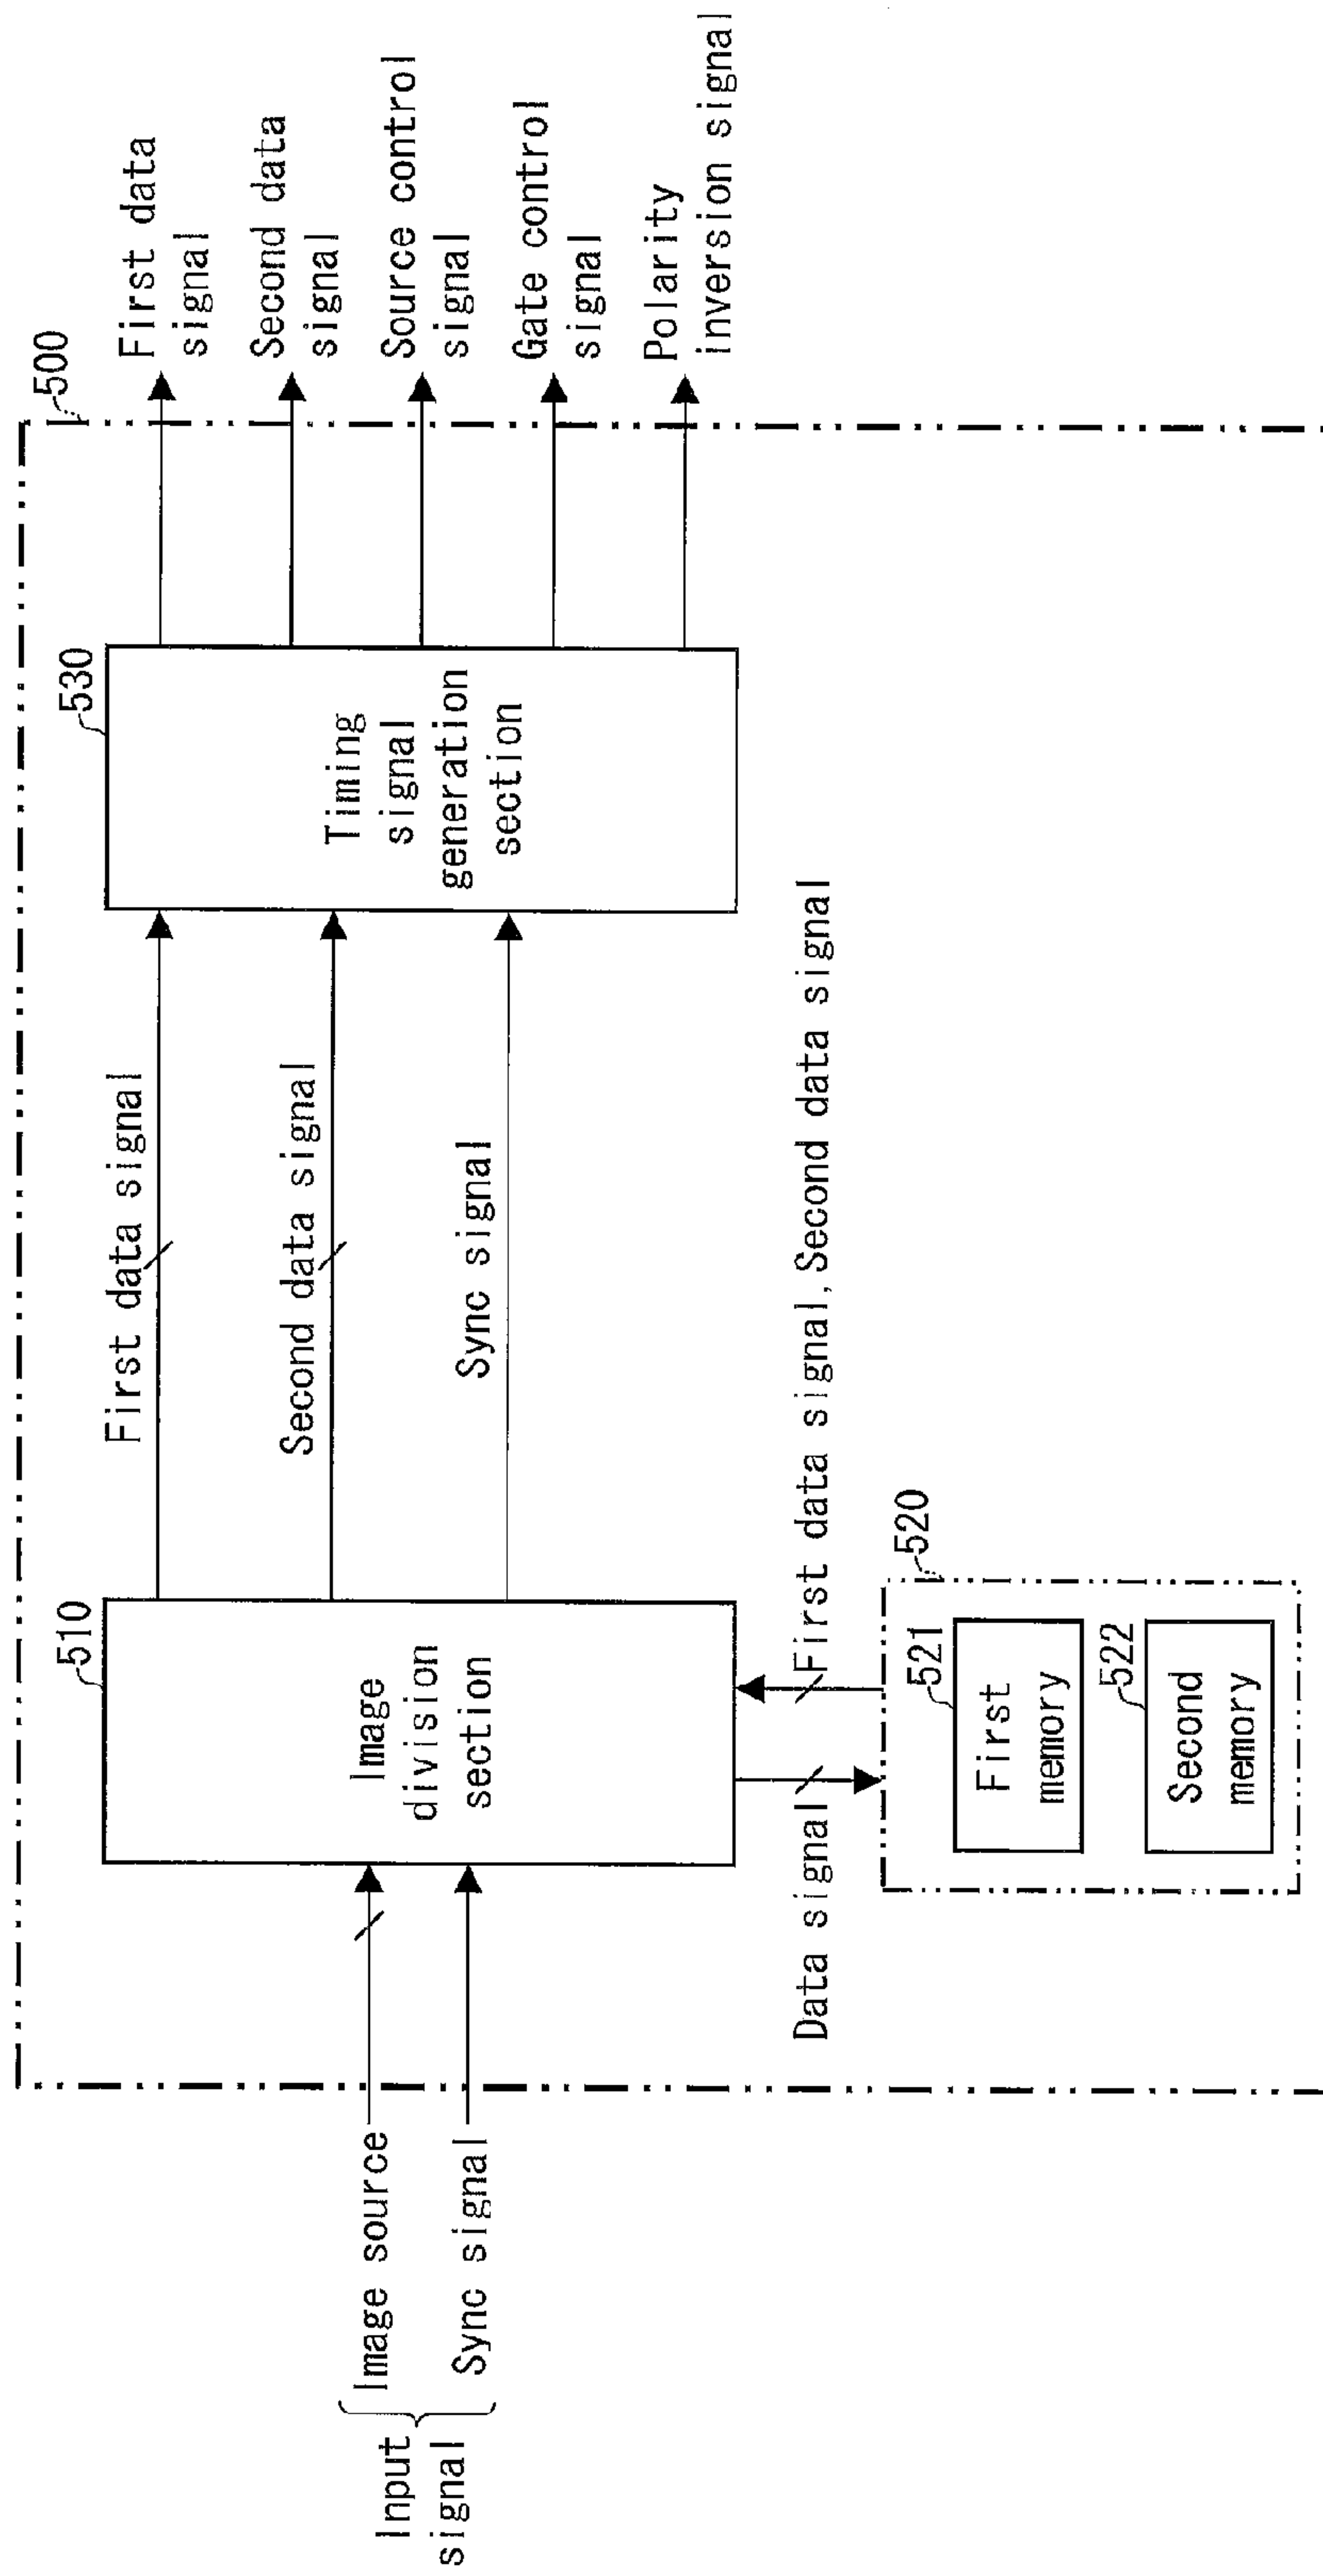 500
Input
signal
Image source
Sync signal
510
Image
division
section
First data signal
Second data signal
Sync signal
530
Timing
signal
generation
section
First data
signal
Second data
signal
Source control
signal
Gate control
signal
Polarity
inversion signal
Data signal
First data signal, Second data signal
520
521
First
memory
522
Second
memory